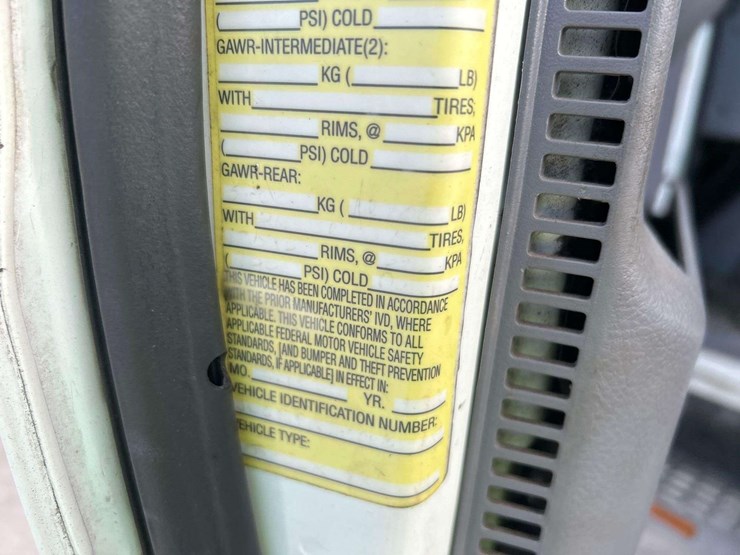 ( PSI) COLD
GAWR-INTERMEDIATE(2):
KG ( LB)
WITH TIRES,
RIMS, @ KPA
( PSI) COLD
GAWR-REAR:
KG ( LB)
WITH TIRES,
RIMS, @ KPA
( PSI) COLD
THIS VEHICLE HAS BEEN COMPLETED IN ACCORDANCE
WITH THE PRIOR MANUFACTURERS' IVD, WHERE
APPLICABLE. THIS VEHICLE CONFORMS TO ALL
APPLICABLE FEDERAL MOTOR VEHICLE SAFETY
STANDARDS, [AND BUMPER AND THEFT PREVENTION
STANDARDS, IF APPLICABLE] IN EFFECT IN:
MO. YR.
VEHICLE IDENTIFICATION NUMBER:
VEHICLE TYPE: